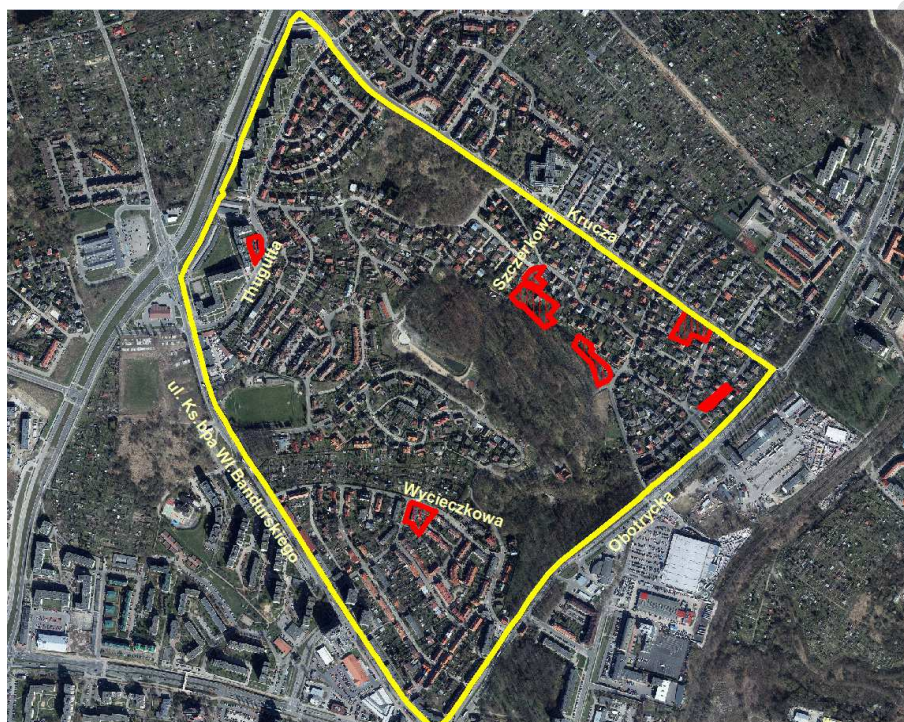 Krucza
Szczerkowa
Thugutta
ul. Ks. bpa Wł.Bandurskiego
Wycieczkowa
Obotrycka